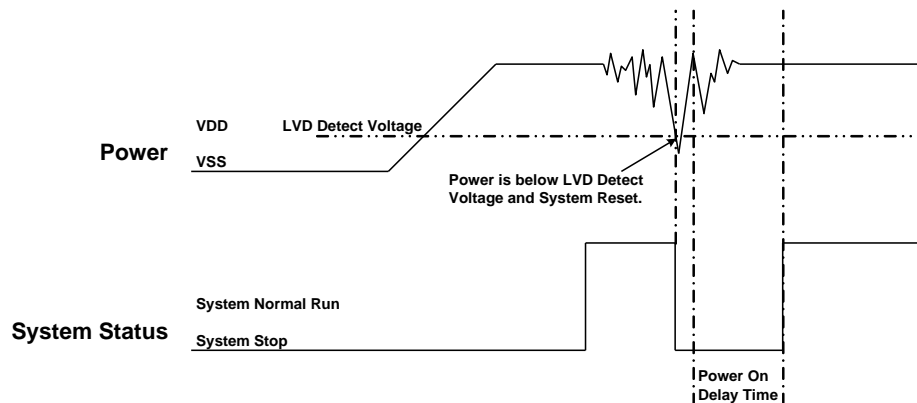 VDD
LVD Detect Voltage
Power
VSS
Power is below LVD Detect
Voltage and System Reset.
System Normal Run
System Status
System Stop
Power On
Delay Time